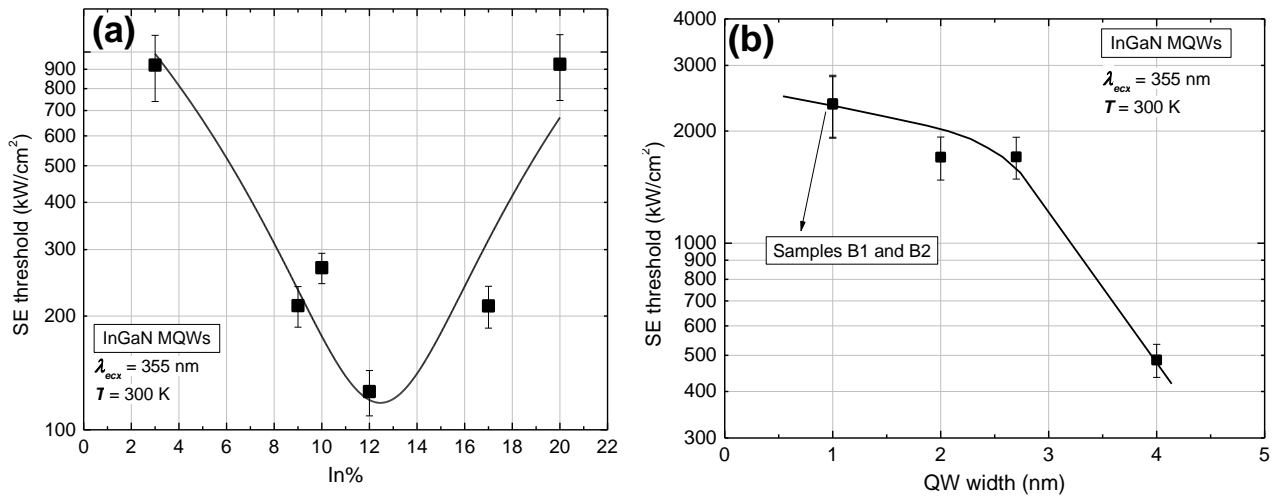 (a)
SE threshold (kW/cm²)
900
800
700
600
500
400
300
200
100
InGaN MQWs
λecx = 355 nm
T = 300 K
0 2 4 6 8 10 12 14 16 18 20 22
In%
(b)
SE threshold (kW/cm²)
4000
3000
2000
1000
900
800
700
600
500
400
300
InGaN MQWs
λecx = 355 nm
T = 300 K
Samples B1 and B2
0 1 2 3 4 5
QW width (nm)